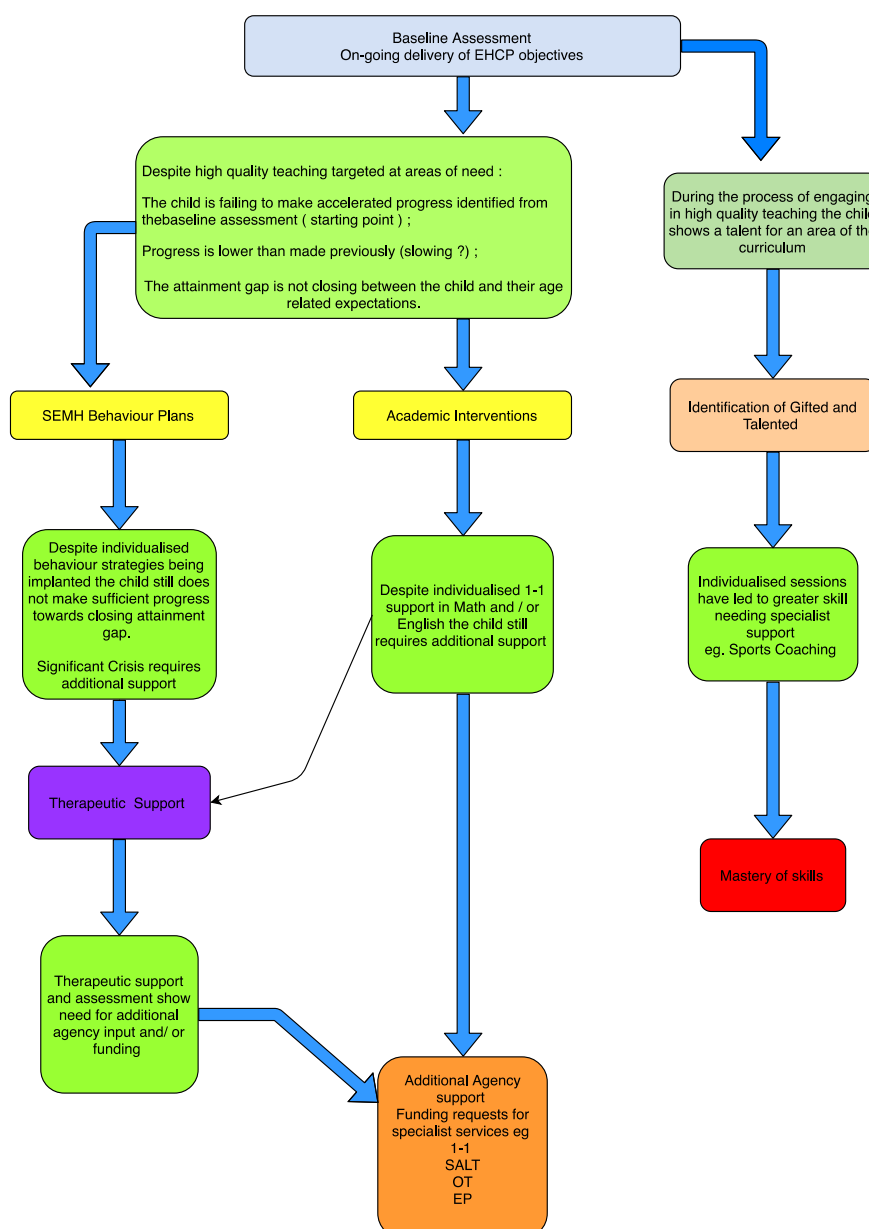 Baseline Assessment
On-going delivery of EHCP objectives
Despite high quality teaching targeted at areas of need :
The child is failing to make accelerated progress identified from
thebaseline assessment ( starting point ) ;
Progress is lower than made previously (slowing ?) ;
The attainment gap is not closing between the child and their age
related expectations.
During the process of engaging
in high quality teaching the child
shows a talent for an area of the
curriculum
SEMH Behaviour Plans
Academic Interventions
Identification of Gifted and
Talented
Despite individualised
behaviour strategies being
implanted the child still does
not make sufficient progress
towards closing attainment
gap.
Significant Crisis requires
additional support
Despite individualised 1-1
support in Math and / or
English the child still
requires additional support
Individualised sessions
have led to greater skill
needing specialist
support
eg. Sports Coaching
Therapeutic Support
Mastery of skills
Therapeutic support
and assessment show
need for additional
agency input and/ or
funding
Additional Agency
support
Funding requests for
specialist services eg
1-1
SALT
OT
EP